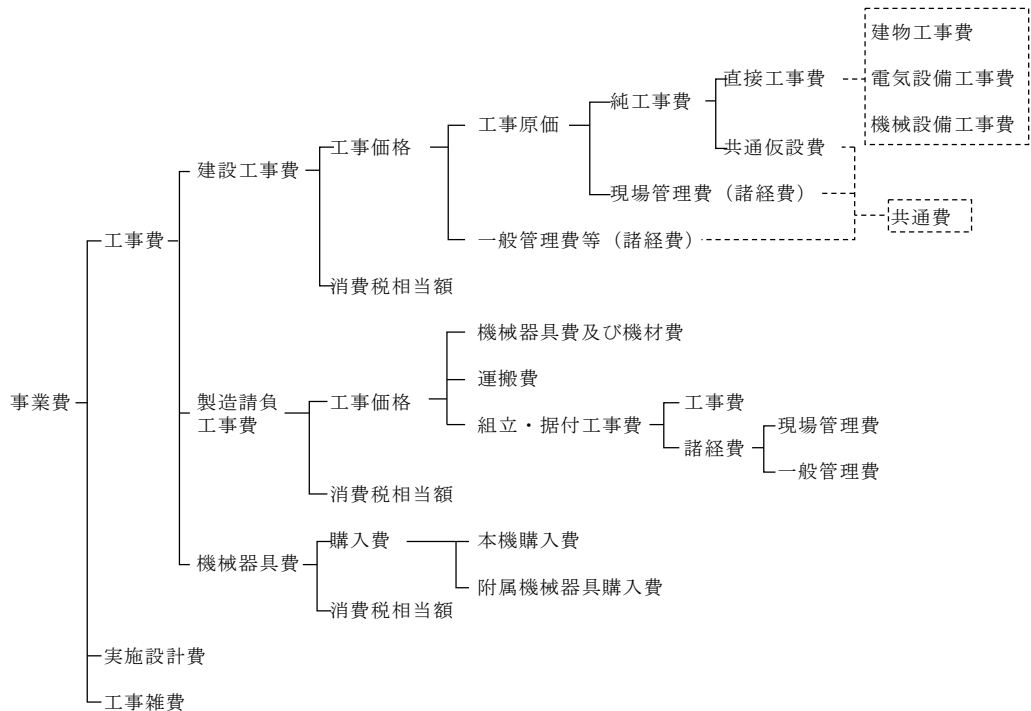 建物工事費
電気設備工事費
機械設備工事費
直接工事費
純工事費
工事原価
工事価格
共通仮設費
建設工事費
現場管理費（諸経費）
共通費
工事費
一般管理費等（諸経費）
消費税相当額
機械器具費及び機材費
運搬費
事業費
製造請負
工事費
工事価格
工事費
組立・据付工事費
現場管理費
諸経費
一般管理費
消費税相当額
購入費
本機購入費
機械器具費
附属機械器具購入費
消費税相当額
実施設計費
工事雑費